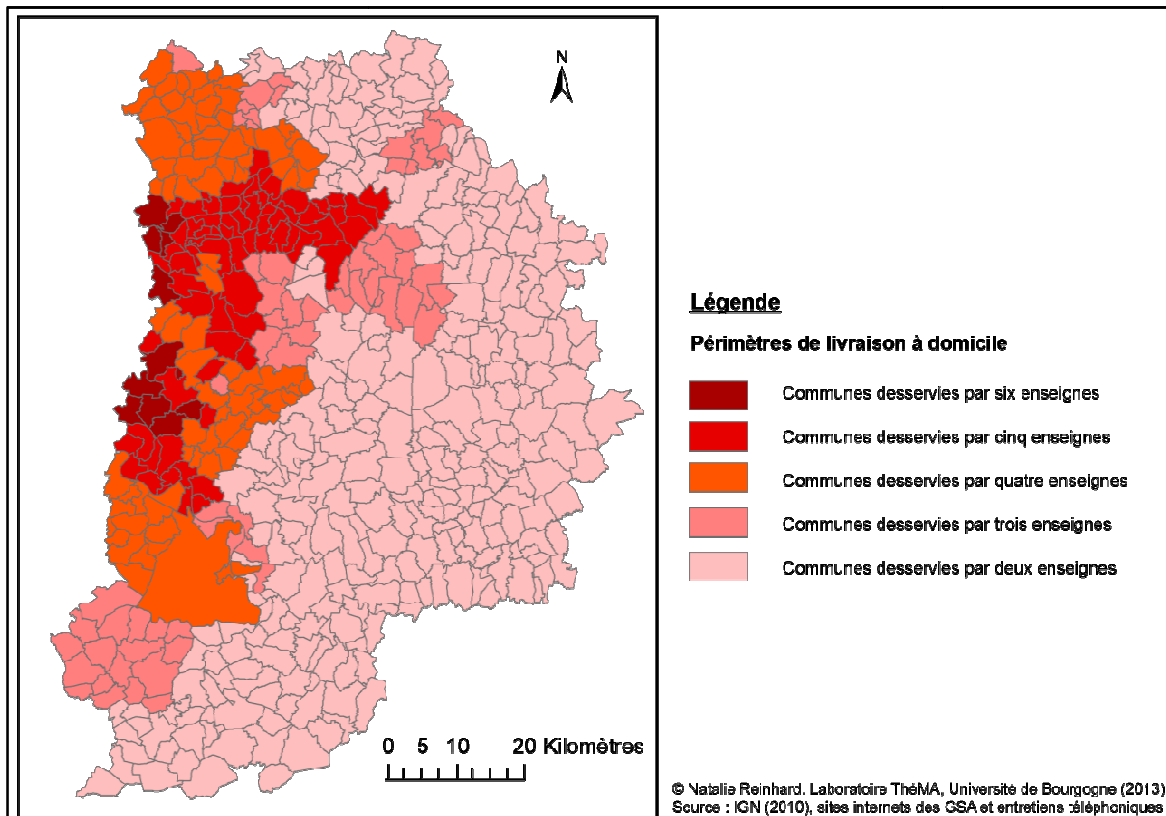 N
Légende
Périmètres de livraison à domicile
Communes desservies par six enseignes
Communes desservies par cinq enseignes
Communes desservies par quatre enseignes
Communes desservies par trois enseignes
Communes desservies par deux enseignes
0 5 10 20 Kilomètres
© Natalie Reinhard. Laboratoire ThéMA, Université de Bourgogne (2013)
Source : IGN (2010), sites internets des GSA et entretiens téléphoniques